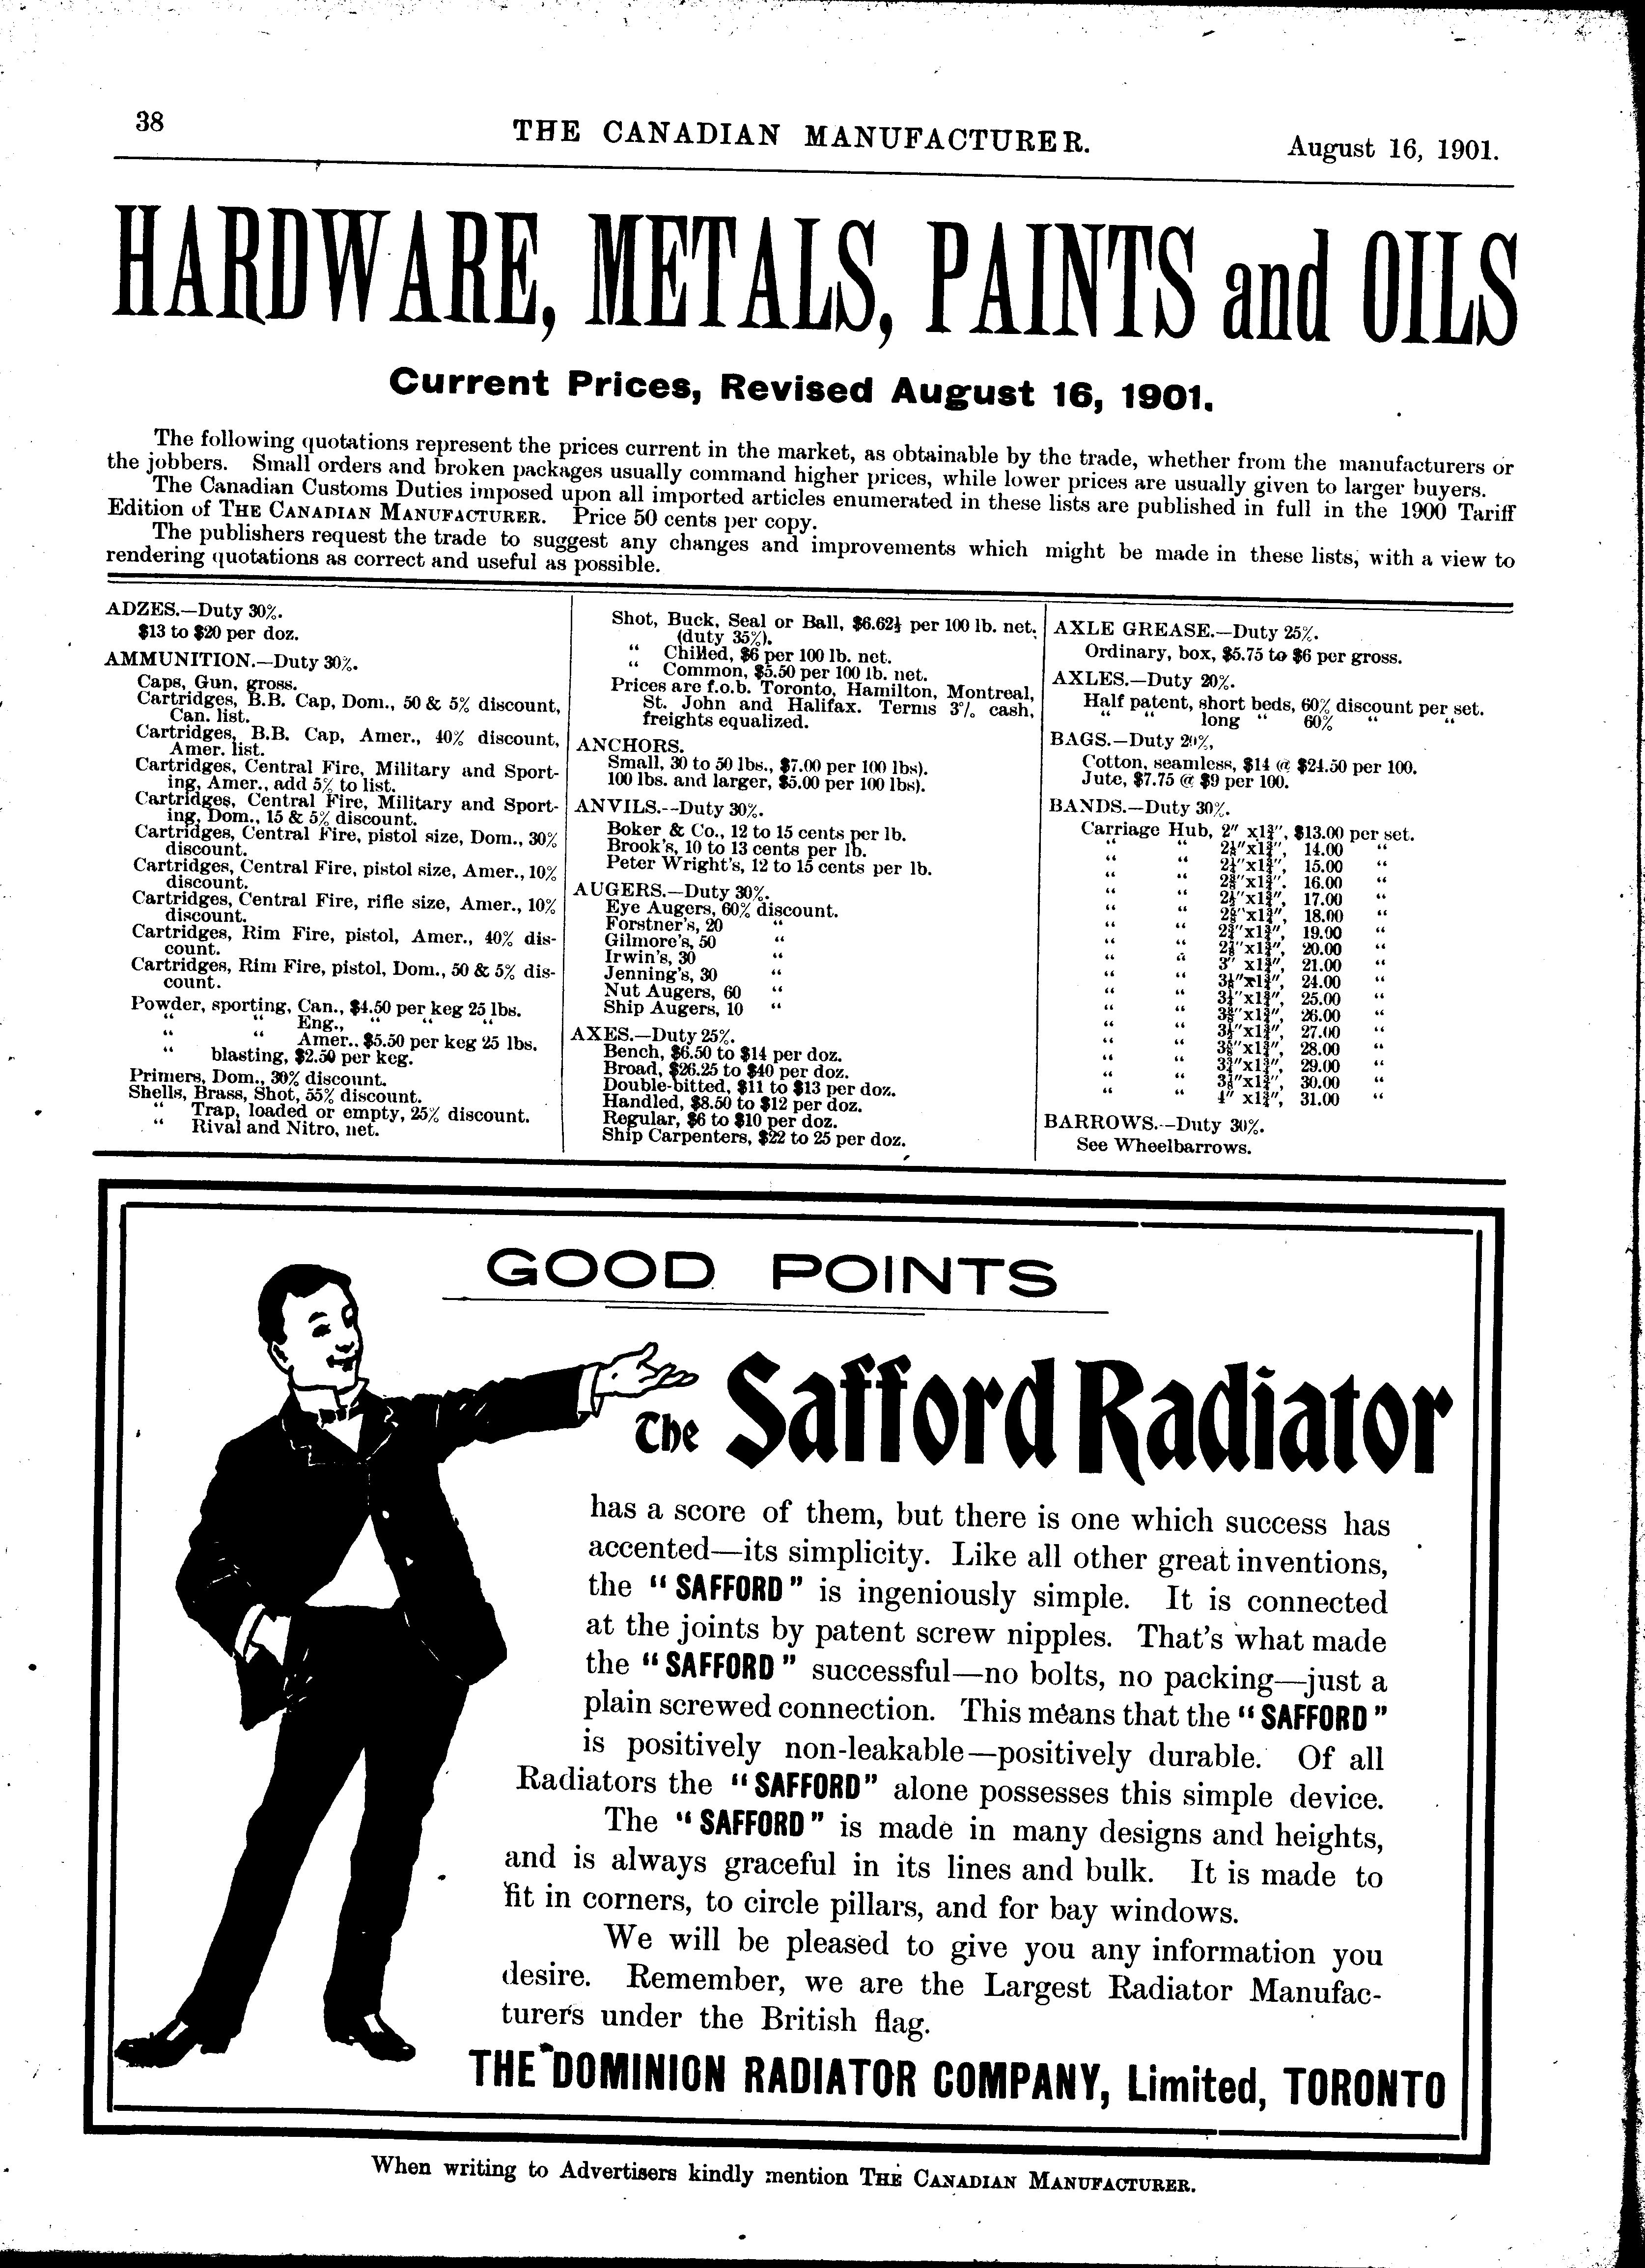 38
THE CANADIAN MANUFACTURER.
August 16, 1901.
HARDWARE, METALS, PAINTS and OILS
Current Prices, Revised August 16, 1901.
The following quotations represent the prices current in the market, as obtainable by the trade, whether from the manufacturers or
the jobbers. Small orders and broken packages usually command higher prices, while lower prices are usually given to larger buyers.
The Canadian Customs Duties imposed upon all imported articles enumerated in these lists are published in full in the 1900 Tariff
Edition of THE CANADIAN MANUFACTURER. Price 50 cents per copy.
The publishers request the trade to suggest any changes and improvements which might be made in these lists, with a view to
rendering quotations as correct and useful as possible.
ADZES.—Duty 30%.
$13 to $20 per doz.
AMMUNITION.—Duty 30%.
Caps, Gun, gross.
Cartridges, B.B. Cap, Dom., 50 & 5% discount,
Can. list.
Cartridges, B.B. Cap, Amer., 40% discount,
Amer. list.
Cartridges, Central Fire, Military and Sport-
ing, Amer., add 5% to list.
Cartridges, Central Fire, Military and Sport-
ing, Dom., 15 & 5% discount.
Cartridges, Central Fire, pistol size, Dom., 30%
discount.
Cartridges, Central Fire, pistol size, Amer., 10%
discount.
Cartridges, Central Fire, rifle size, Amer., 10%
discount.
Cartridges, Rim Fire, pistol, Amer., 40% dis-
count.
Cartridges, Rim Fire, pistol, Dom., 50 & 5% dis-
count.
Powder, sporting, Can., $4.50 per keg 25 lbs.
" " Eng., " " "
" " Amer.. $5.50 per keg 25 lbs.
" blasting, $2.50 per keg.
Primers, Dom., 30% discount.
Shells, Brass, Shot, 55% discount.
" Trap, loaded or empty, 25% discount.
" Rival and Nitro, net.
Shot, Buck, Seal or Ball, $6.62½ per 100 lb. net.
(duty 35%).
" Chilled, $6 per 100 lb. net.
" Common, $5.50 per 100 lb. net.
Prices are f.o.b. Toronto, Hamilton, Montreal,
St. John and Halifax. Terms 3% cash,
freights equalized.
ANCHORS.
Small, 30 to 50 lbs., $7.00 per 100 lbs).
100 lbs. and larger, $5.00 per 100 lbs).
ANVILS.--Duty 30%.
Boker & Co., 12 to 15 cents per lb.
Brook's, 10 to 13 cents per lb.
Peter Wright's, 12 to 15 cents per lb.
AUGERS.—Duty 30%.
Eye Augers, 60% discount.
Forstner's, 20 "
Gilmore's, 50 "
Irwin's, 30 "
Jenning's, 30 "
Nut Augers, 60 "
Ship Augers, 10 "
AXES.—Duty 25%.
Bench, $6.50 to $14 per doz.
Broad, $26.25 to $40 per doz.
Double-bitted, $11 to $13 per doz.
Handled, $8.50 to $12 per doz.
Regular, $6 to $10 per doz.
Ship Carpenters, $22 to 25 per doz.
AXLE GREASE.—Duty 25%.
Ordinary, box, $5.75 to $6 per gross.
AXLES.—Duty 20%.
Half patent, short beds, 60% discount per set.
" " long " 60% " "
BAGS.—Duty 20%,
Cotton, seamless, $14 @ $24.50 per 100.
Jute, $7.75 @ $9 per 100.
BANDS.—Duty 30%.
Carriage Hub, 2" x1¾", $13.00 per set.
" " 14.00 "
" " 15.00 "
" " 16.00 "
" " 17.00 "
" " 18.00 "
" " 19.00 "
" " 20.00 "
" " 3" x1¾", 21.00 "
" " 24.00 "
" " 25.00 "
" " 26.00 "
" " 27.00 "
" " 28.00 "
" " 29.00 "
" " 30.00 "
" " 4" x1¾", 31.00 "
BARROWS.--Duty 30%.
See Wheelbarrows.
GOOD POINTS
The Safford Radiator
has a score of them, but there is one which success has
accented—its simplicity. Like all other great inventions,
the "SAFFORD" is ingeniously simple. It is connected
at the joints by patent screw nipples. That's what made
the "SAFFORD" successful—no bolts, no packing—just a
plain screwed connection. This means that the "SAFFORD"
is positively non-leakable—positively durable. Of all
Radiators the "SAFFORD" alone possesses this simple device.
The "SAFFORD" is made in many designs and heights,
and is always graceful in its lines and bulk. It is made to
fit in corners, to circle pillars, and for bay windows.
We will be pleased to give you any information you
desire. Remember, we are the Largest Radiator Manufac-
turers under the British flag.
THE DOMINION RADIATOR COMPANY, Limited, TORONTO
When writing to Advertisers kindly mention THE CANADIAN MANUFACTURER.